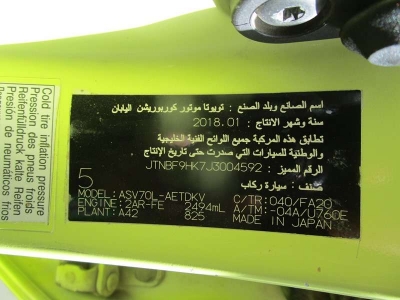 Cold tire inflation Pressure
Pression des pneus froids
Reifenfülldruck, kalte Reifen
Presión de neumáticos fríos
اسم الصانع وبلد الصنع : تويوتا موتور كوربوريشن اليابان
سنة وشهر الانتاج : 2018.01
تطابق هذه المركبة جميع اللوائح الفنية الخليجية
والوطنية للسيارات التي صدرت حتى تاريخ الإنتاج
الرقم المميز : JTNBF9HK7J3004592
صنف : سيارة ركاب
5
MODEL: ASV70L-AETDKV C/TR: 040/FA20
ENGINE: 2AR-FE 2494mL A/TM: -04A/U760E
PLANT: A42 825 MADE IN JAPAN